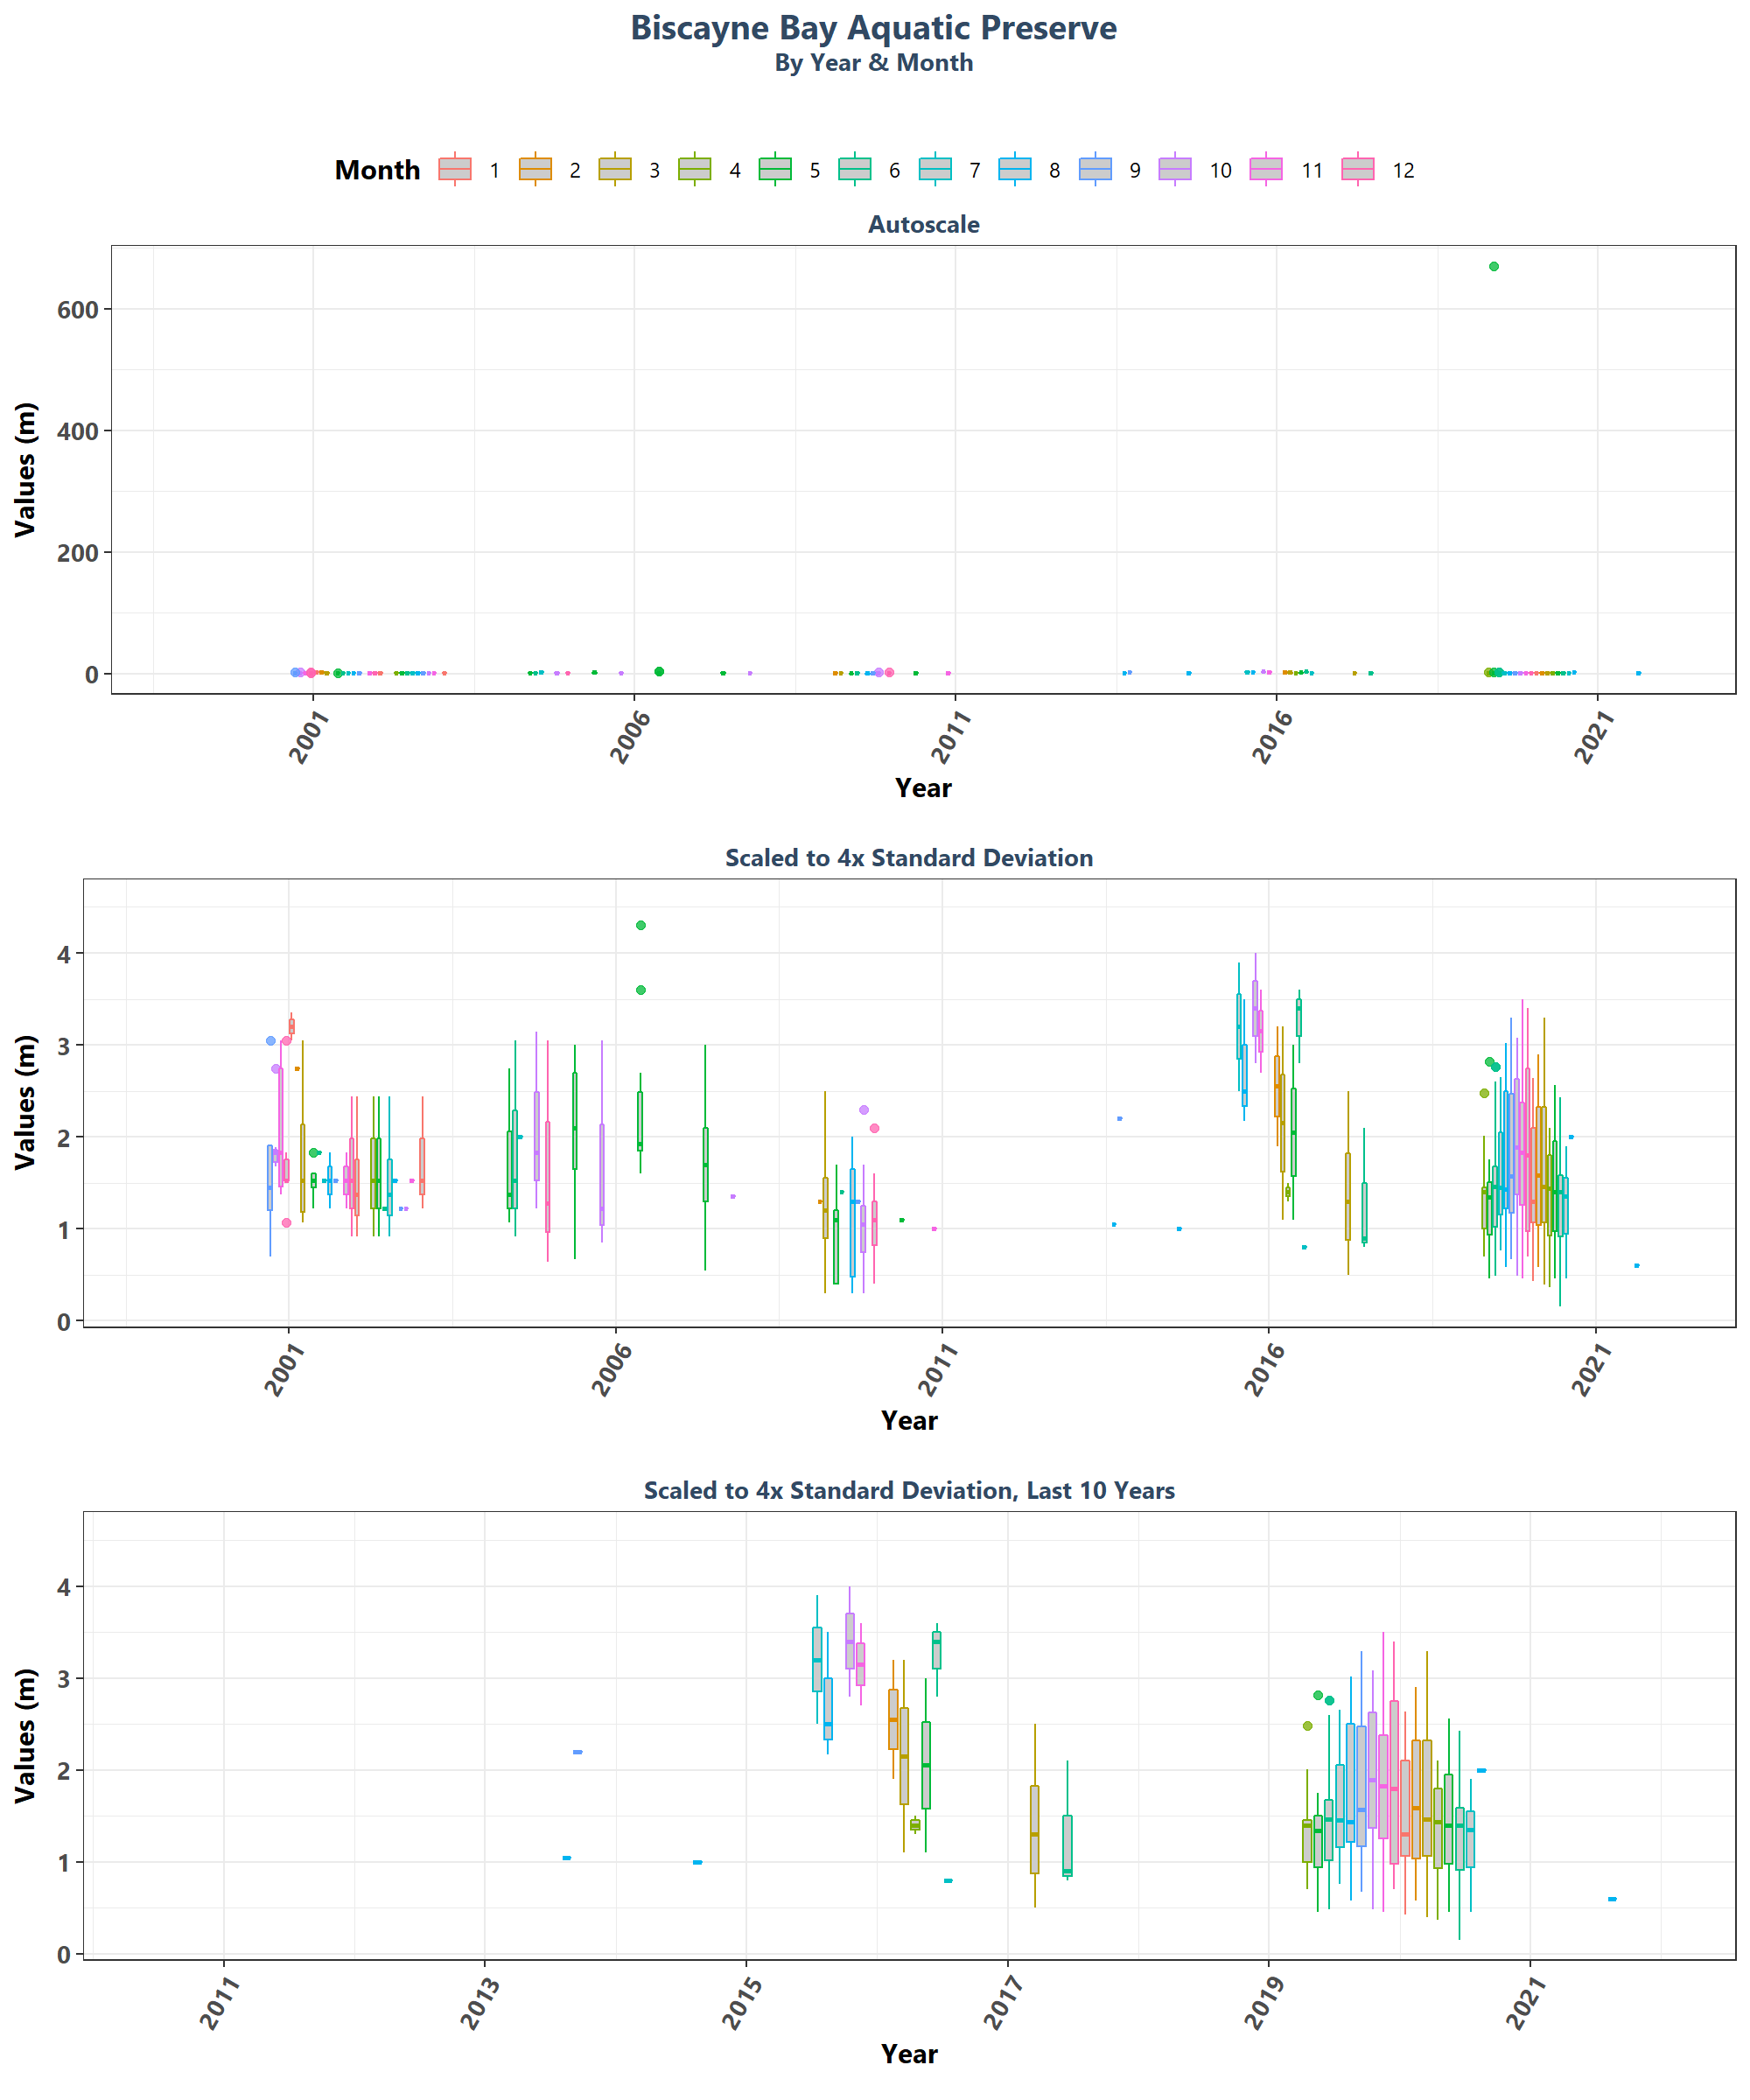 Biscayne Bay Aquatic Preserve
By Year & Month
Month 1 2 3 4 5 6 7 8 9 10 11 12
Autoscale
Values (m)
600
400
200
0
2001 2006 2011 2016 2021
Year
Scaled to 4x Standard Deviation
Values (m)
4
3
2
1
0
2001 2006 2011 2016 2021
Year
Scaled to 4x Standard Deviation, Last 10 Years
Values (m)
4
3
2
1
0
2011 2013 2015 2017 2019 2021
Year